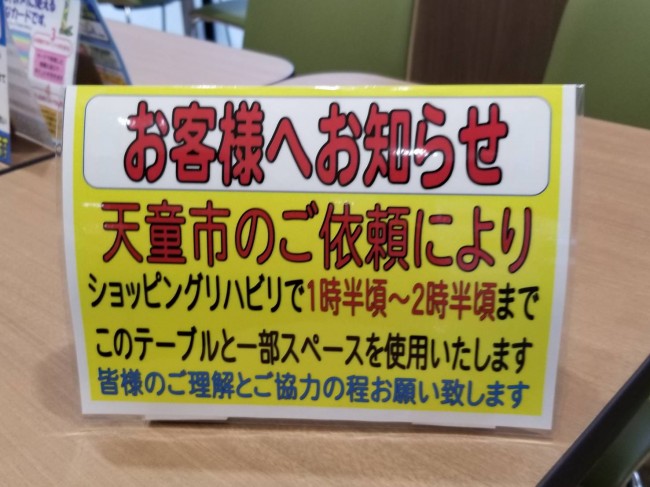 お客様へお知らせ
天童市のご依頼により
ショッピングリハビリで1時半頃～2時半頃まで
このテーブルと一部スペースを使用いたします
皆様のご理解とご協力の程お願い致します